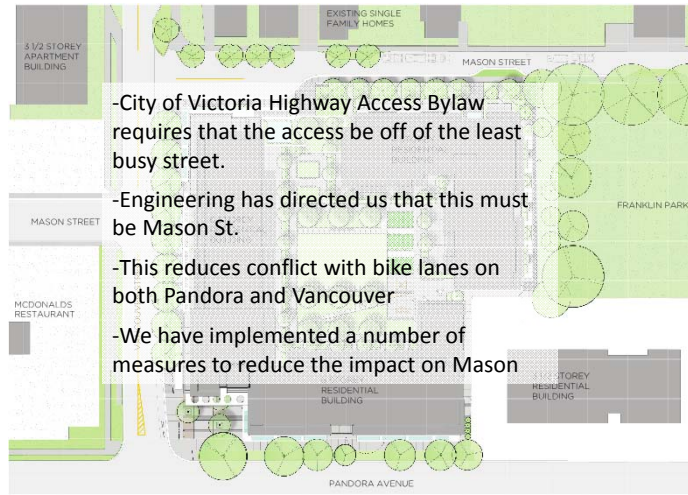 EXISTING SINGLE
FAMILY HOMES
3 1/2 STOREY
APARTMENT
BUILDING
MASON STREET
-City of Victoria Highway Access Bylaw
requires that the access be off of the least
busy street.
-Engineering has directed us that this must
be Mason St.
-This reduces conflict with bike lanes on
both Pandora and Vancouver
-We have implemented a number of
measures to reduce the impact on Mason
RESIDENTIAL
BUILDING
FRANKLIN PARK
MASON STREET
MCDONALDS
RESTAURANT
RESIDENTIAL
BUILDING
STOREY
RESIDENTIAL
BUILDING
PANDORA AVENUE